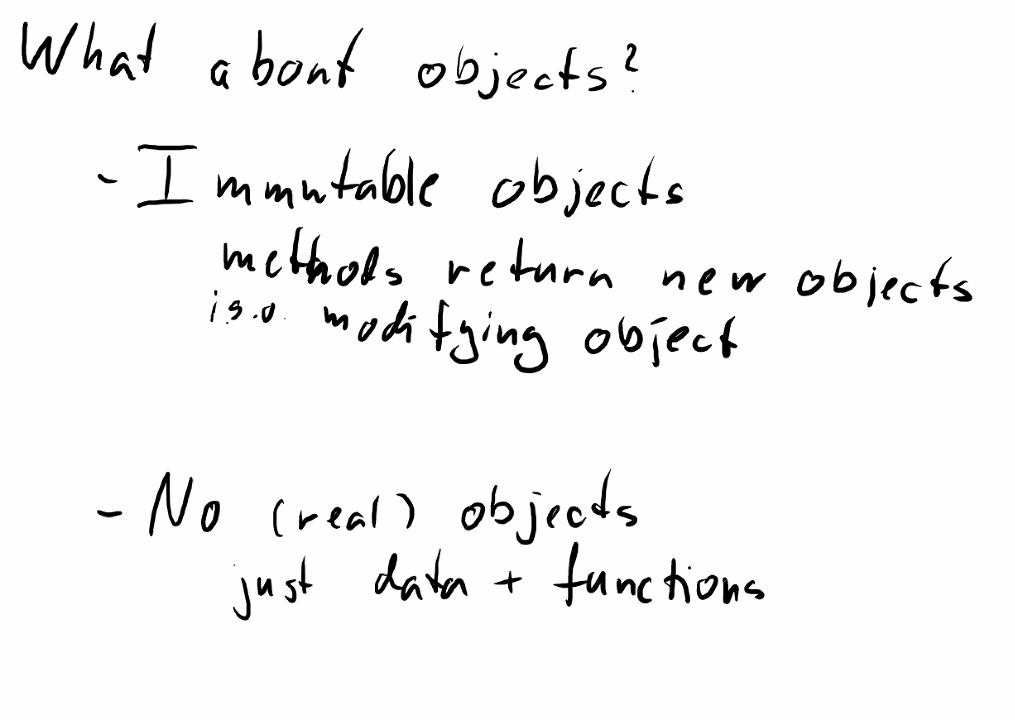 What about objects?
- Immutable objects
methods return new objects
i.s.o. modifying object
- No (real) objects
just data + functions